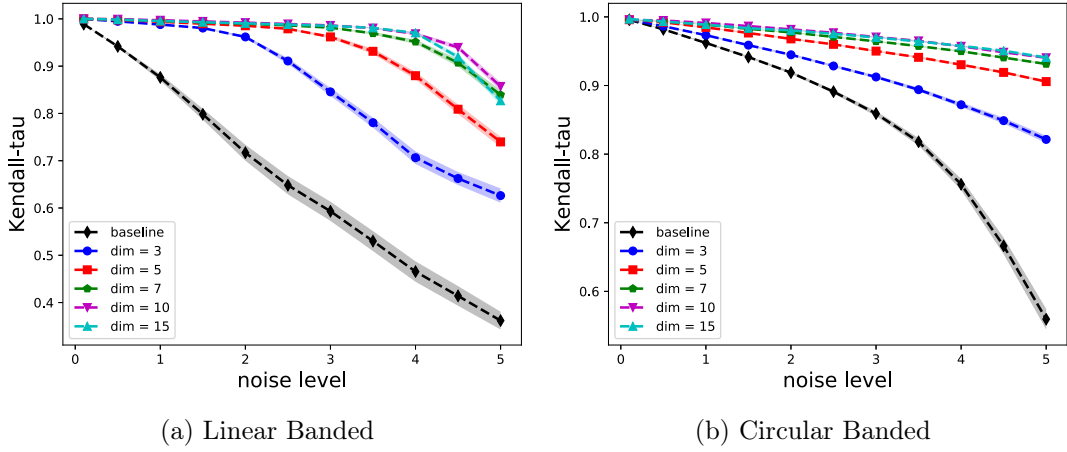 Kendall-tau
1.0
0.9
0.8
0.7
0.6
0.5
0.4
baseline
dim = 3
dim = 5
dim = 7
dim = 10
dim = 15
0 1 2 3 4 5
noise level
(a) Linear Banded
Kendall-tau
1.0
0.9
0.8
0.7
0.6
baseline
dim = 3
dim = 5
dim = 7
dim = 10
dim = 15
0 1 2 3 4 5
noise level
(b) Circular Banded